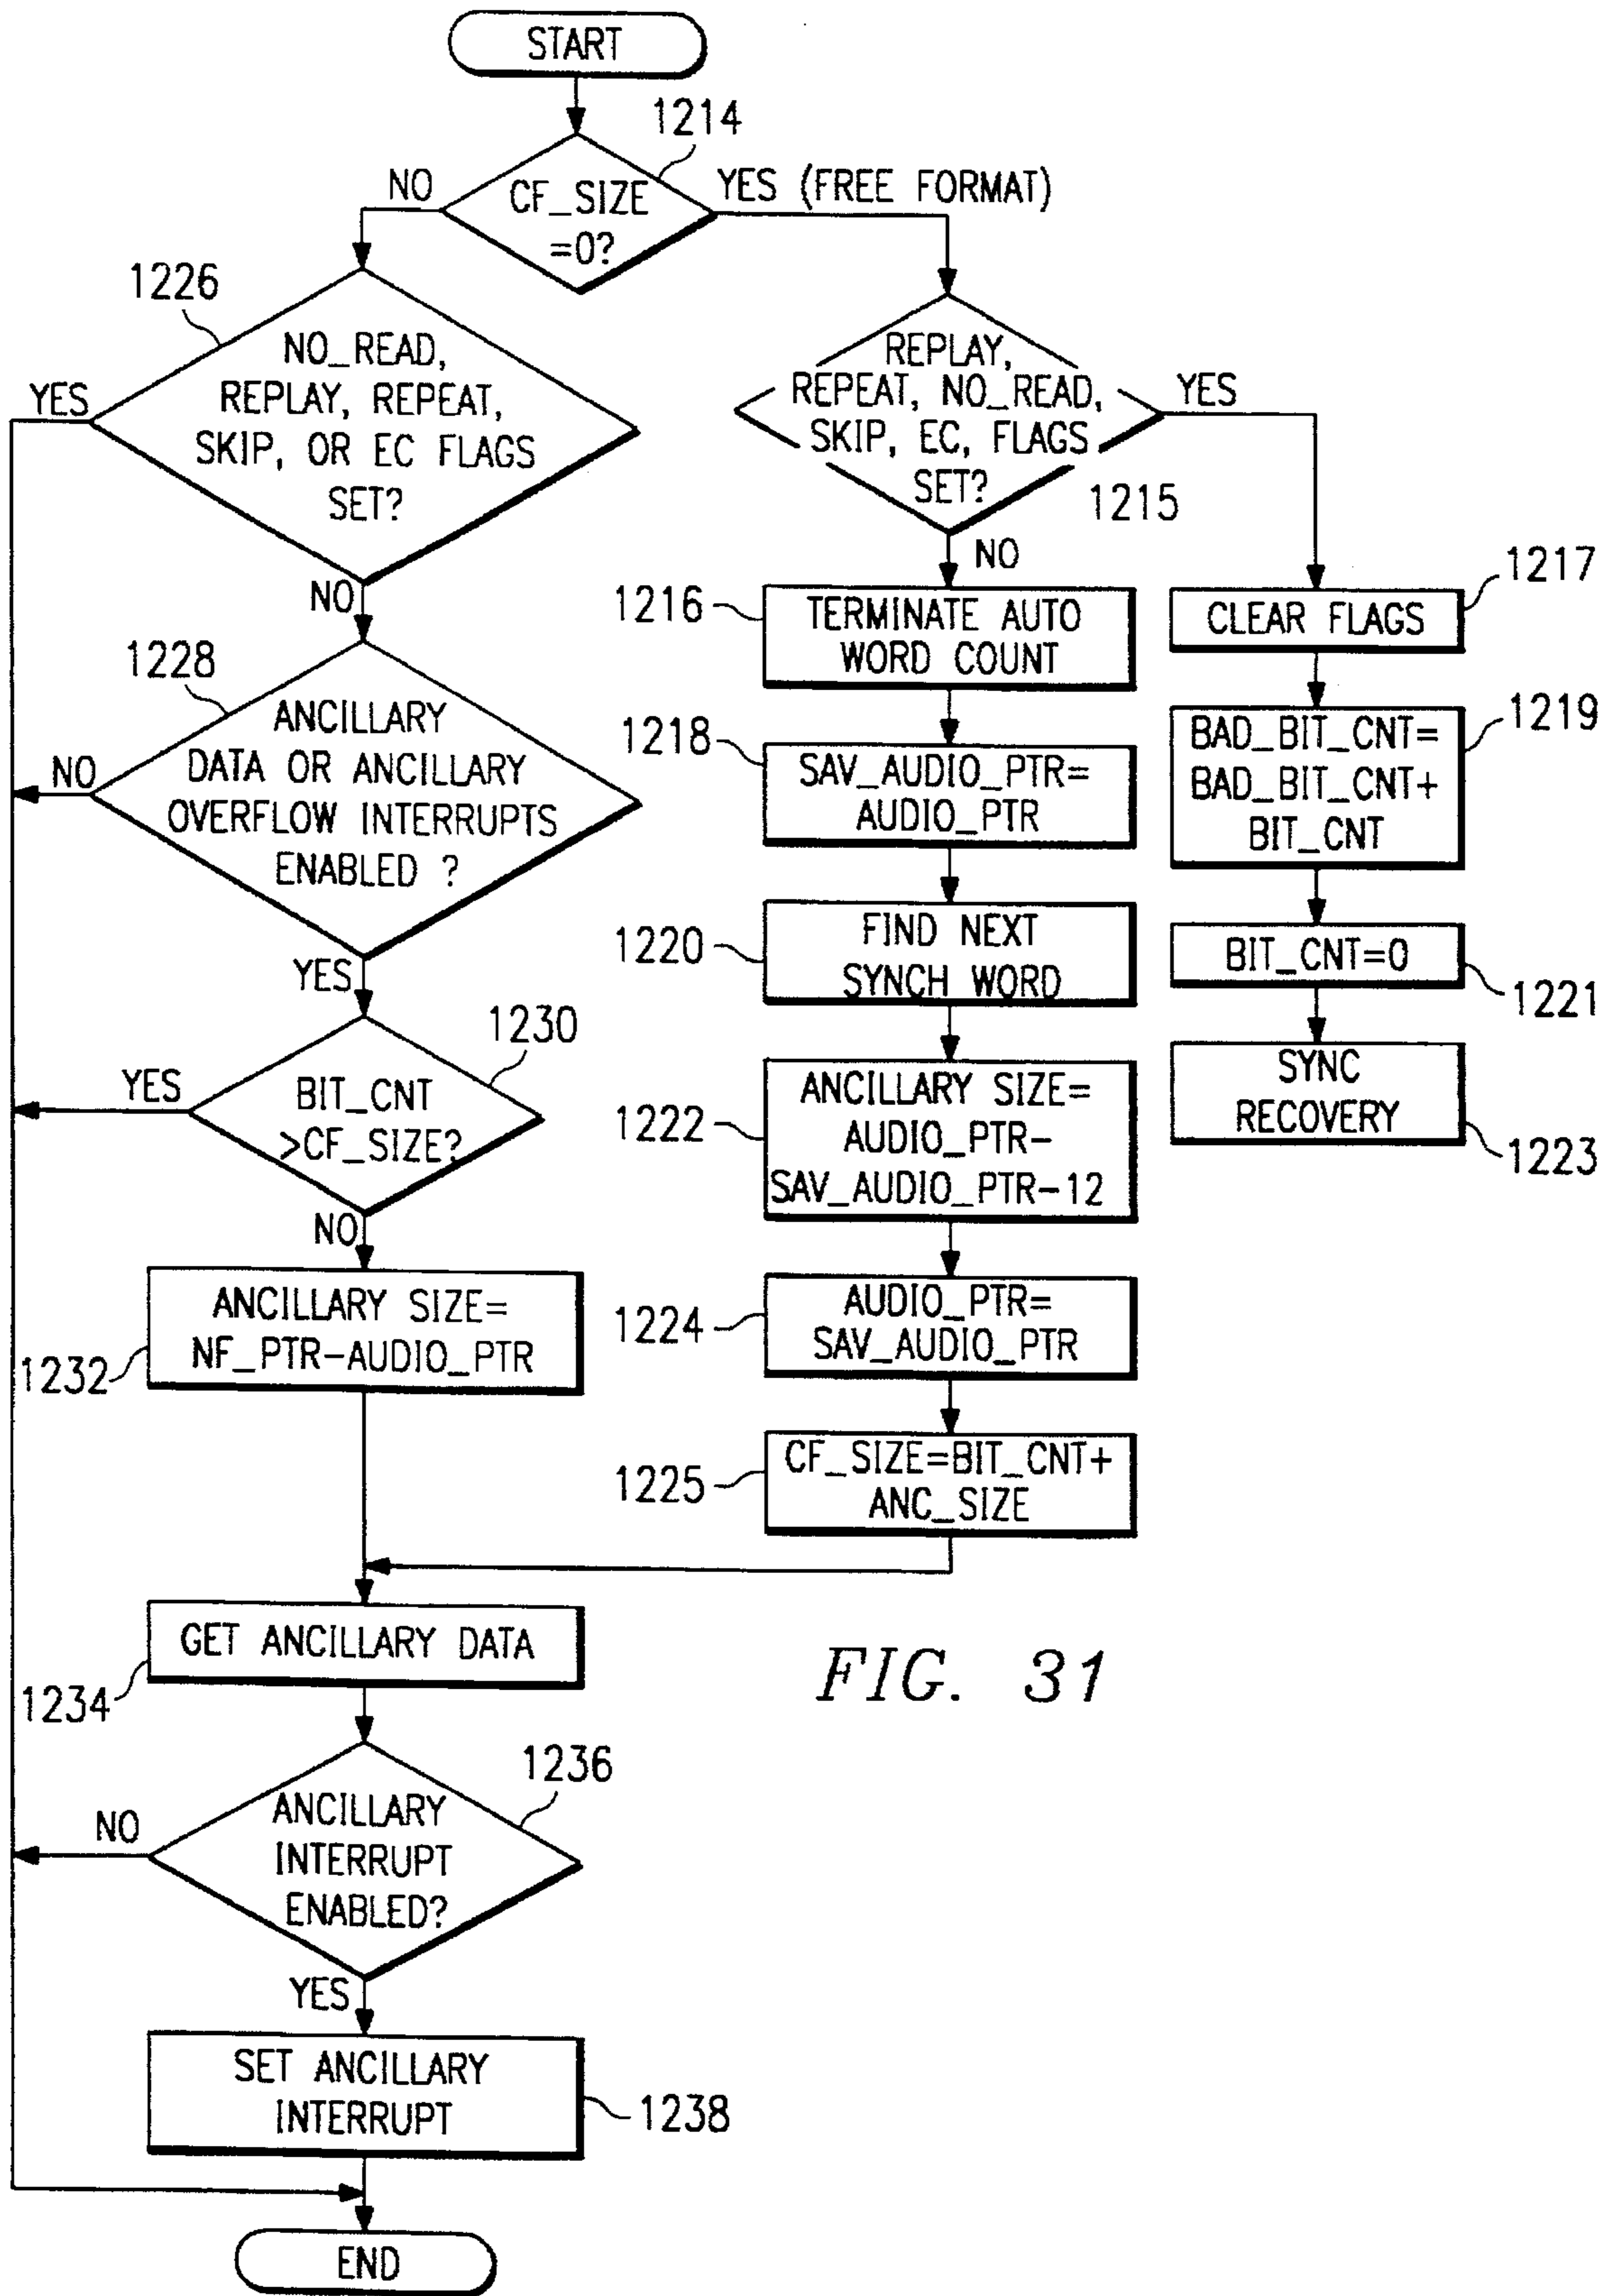 START
1214
NO
CF_SIZE
=0?
YES (FREE FORMAT)
1226
NO_READ,
REPLAY, REPEAT,
SKIP, OR EC FLAGS
SET?
YES
NO
REPLAY,
REPEAT, NO_READ,
SKIP, EC, FLAGS
SET?
YES
1215
NO
1228
ANCILLARY
DATA OR ANCILLARY
OVERFLOW INTERRUPTS
ENABLED ?
NO
YES
1216
TERMINATE AUTO
WORD COUNT
1217
CLEAR FLAGS
1218
SAV_AUDIO_PTR=
AUDIO_PTR
1219
BAD_BIT_CNT=
BAD_BIT_CNT+
BIT_CNT
1220
FIND NEXT
SYNCH WORD
BIT_CNT=0
1221
1230
YES
BIT_CNT
>CF_SIZE?
NO
1222
ANCILLARY SIZE=
AUDIO_PTR-
SAV_AUDIO_PTR-12
SYNC
RECOVERY
1223
ANCILLARY SIZE=
NF_PTR-AUDIO_PTR
1232
1224
AUDIO_PTR=
SAV_AUDIO_PTR
1225
CF_SIZE=BIT_CNT+
ANC_SIZE
GET ANCILLARY DATA
1234
FIG. 31
1236
NO
ANCILLARY
INTERRUPT
ENABLED?
YES
SET ANCILLARY
INTERRUPT
1238
END